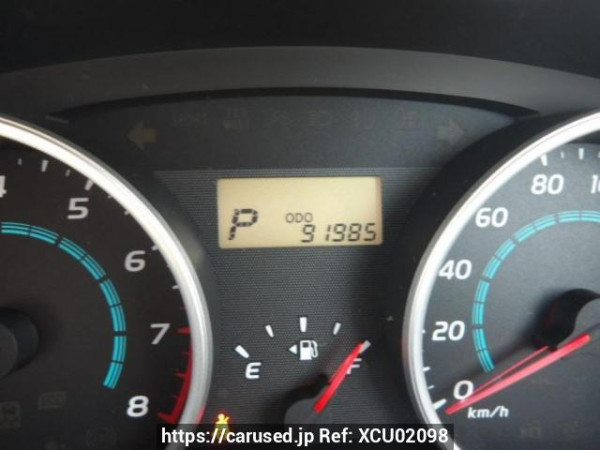 P ODO 91985
4 5 6 7 8
E F
0 20 40 60 80
km/h
https://carused.jp Ref: XCU02098